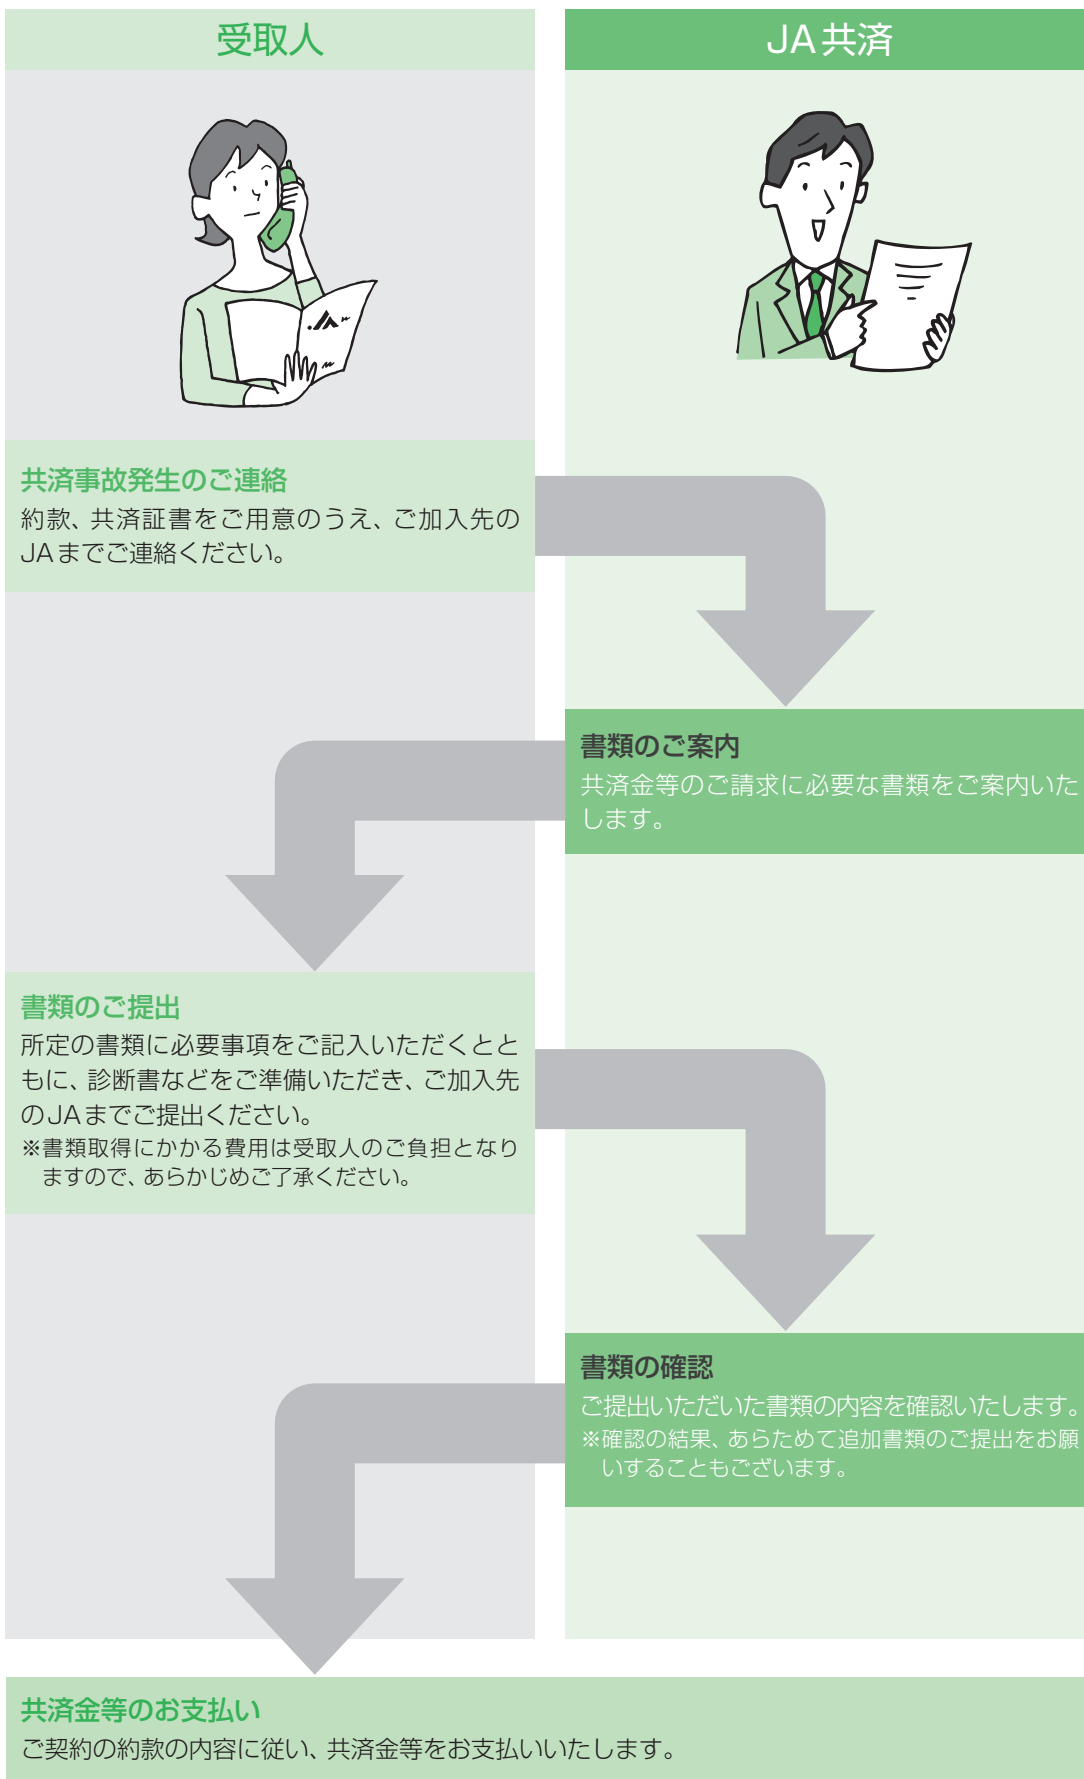 受取人
JA共済
共済事故発生のご連絡
約款、共済証書をご用意のうえ、ご加入先の
JAまでご連絡ください。
書類のご案内
共済金等のご請求に必要な書類をご案内いた
します。
書類のご提出
所定の書類に必要事項をご記入いただくとと
もに、診断書などをご準備いただき、ご加入先
のJAまでご提出ください。
※書類取得にかかる費用は受取人のご負担となり
ますので、あらかじめご了承ください。
書類の確認
ご提出いただいた書類の内容を確認いたします。
※確認の結果、あらためて追加書類のご提出をお願
いすることもございます。
共済金等のお支払い
ご契約の約款の内容に従い、共済金等をお支払いいたします。